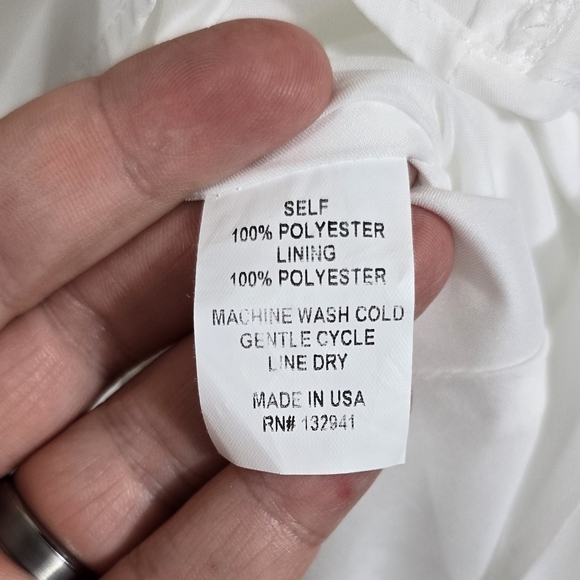 SELF
100% POLYESTER
LINING
100% POLYESTER
MACHINE WASH COLD
GENTLE CYCLE
LINE DRY
MADE IN USA
RN# 132941